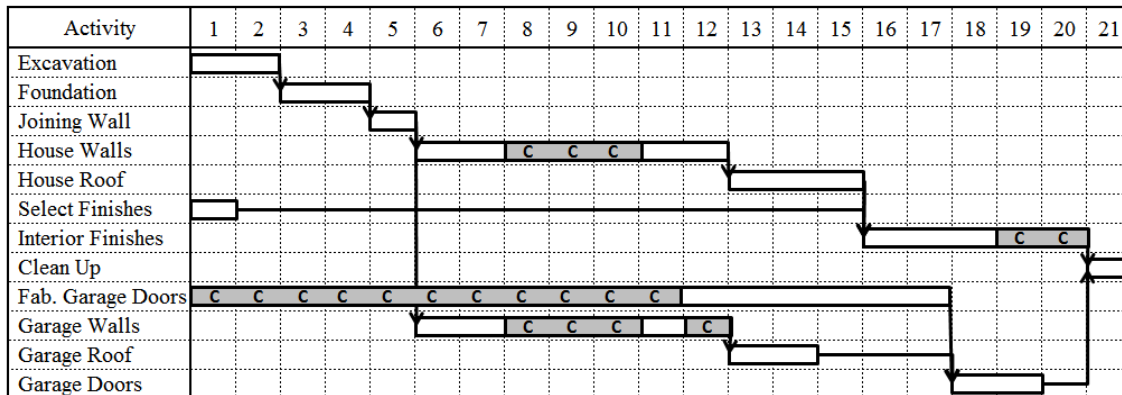 Activity 1 2 3 4 5 6 7 8 9 10 11 12 13 14 15 16 17 18 19 20 21
Excavation
Foundation
Joining Wall
House Walls C C C
House Roof
Select Finishes
Interior Finishes C C
Clean Up
Fab. Garage Doors C C C C C C C C C C C
Garage Walls C C C C
Garage Roof
Garage Doors